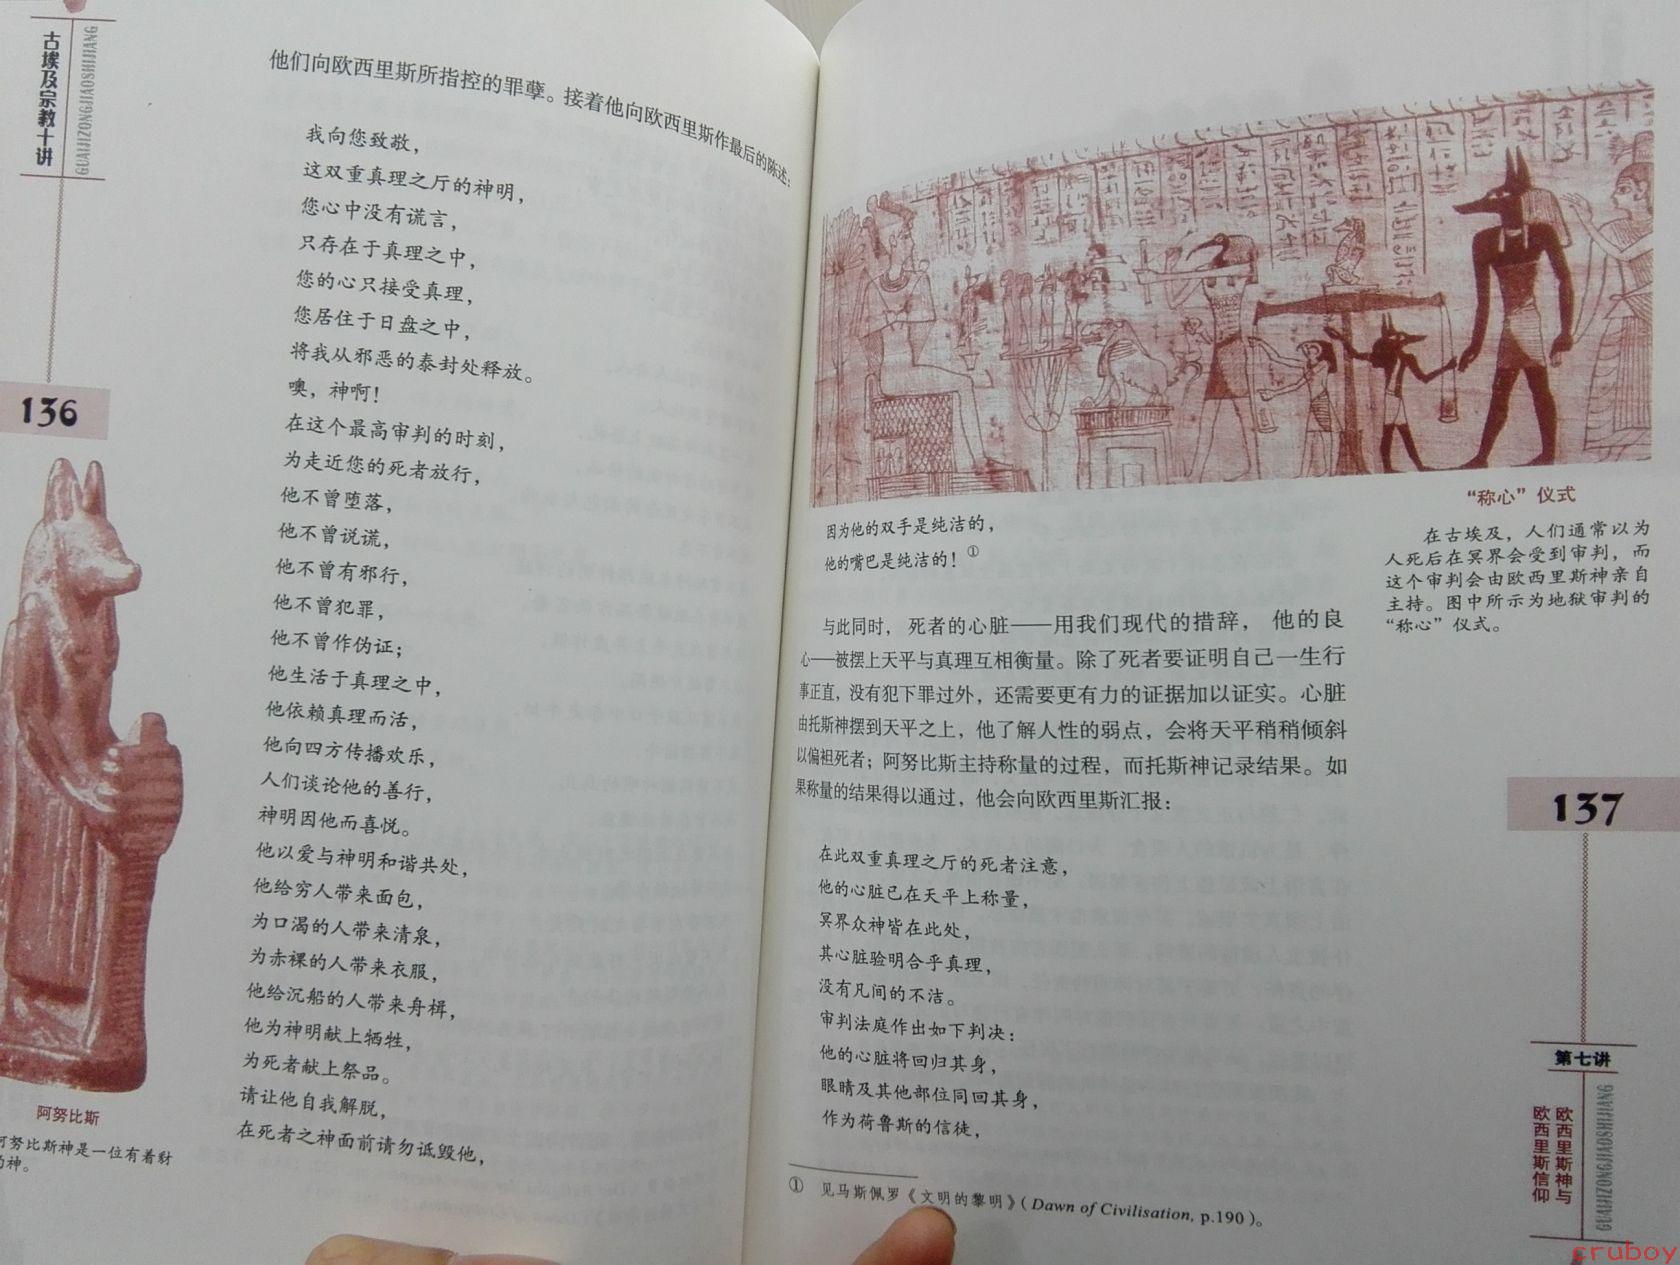 古埃及宗教十讲
GUAIJIZONGJIAOSHIJIANG
136
他们向欧西里斯所指控的罪孽。接着他向欧西里斯作最后的陈述：
我向您致敬，
这双重真理之厅的神明，
您心中没有谎言，
只存在于真理之中，
您的心只接受真理，
您居住于日盘之中，
将我从邪恶的泰封处释放。
噢，神啊！
在这个最高审判的时刻，
为走近您的死者放行，
他不曾堕落，
他不曾说谎，
他不曾有邪行，
他不曾犯罪，
他不曾作伪证；
他生活于真理之中，
他依赖真理而活，
他向四方传播欢乐，
人们谈论他的善行，
神明因他而喜悦。
他以爱与神明和谐共处，
他给穷人带来面包，
为口渴的人带来清泉，
为赤裸的人带来衣服，
他给沉船的人带来舟楫，
他为神明献上牺牲，
为死者献上祭品。
请让他自我解脱，
在死者之神面前请勿诋毁他，
阿努比斯
阿努比斯神是一位有着豺
的神。
“称心”仪式
在古埃及，人们通常以为
人死后在冥界会受到审判，而
这个审判会由欧西里斯神亲自
主持。图中所示为地狱审判的
“称心”仪式。
因为他的双手是纯洁的，
他的嘴巴是纯洁的！①
与此同时，死者的心脏——用我们现代的措辞，他的良
心——被摆上天平与真理互相衡量。除了死者要证明自己一生行
事正直，没有犯下罪过外，还需要更有力的证据加以证实。心脏
由托斯神摆到天平之上，他了解人性的弱点，会将天平稍稍倾斜
以偏袒死者；阿努比斯主持称量的过程，而托斯神记录结果。如
果称量的结果得以通过，他会向欧西里斯汇报：
在此双重真理之厅的死者注意，
他的心脏已在天平上称量，
冥界众神皆在此处，
其心脏验明合乎真理，
没有凡间的不洁。
审判法庭作出如下判决：
他的心脏将回归其身，
眼睛及其他部位同回其身，
作为荷鲁斯的信徒，
① 见马斯佩罗《文明的黎明》（Dawn of Civilisation, p.190）。
137
第七讲
欧西里斯神与
欧西里斯信仰
GUAIJIZONGJIAOSHIJIANG
cruboy